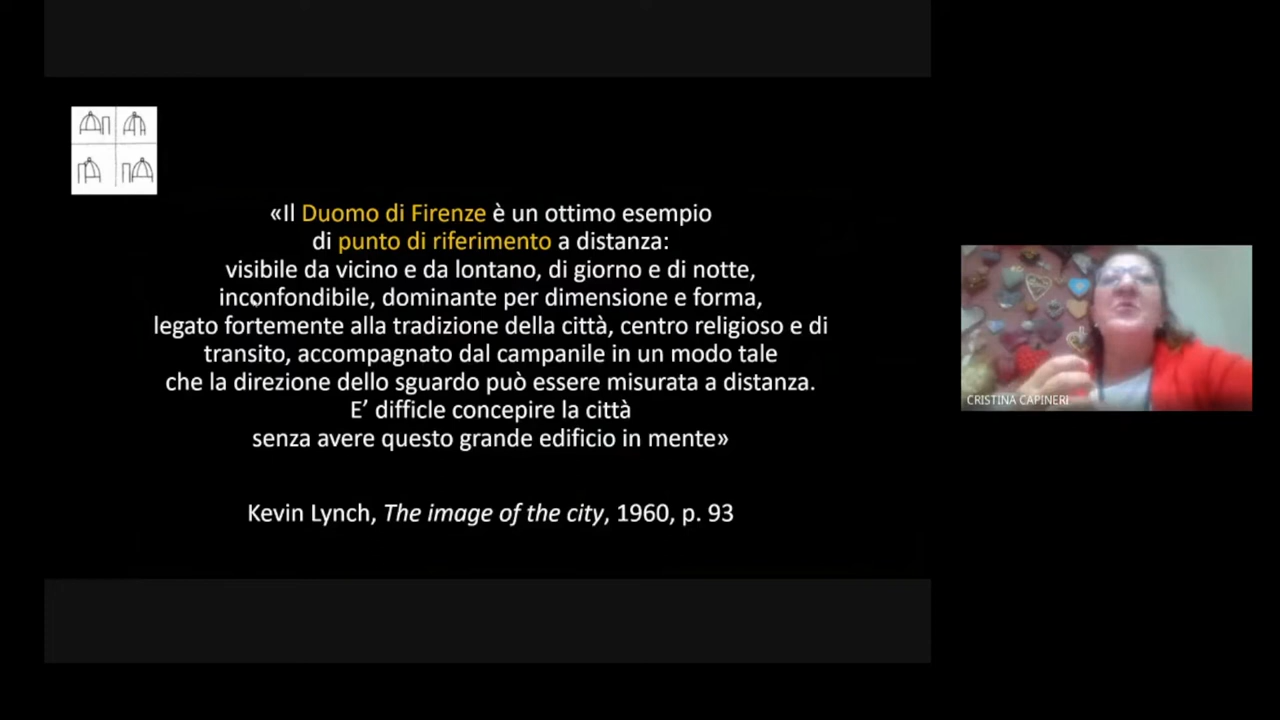 «Il Duomo di Firenze è un ottimo esempio
di punto di riferimento a distanza:
visibile da vicino e da lontano, di giorno e di notte,
inconfondibile, dominante per dimensione e forma,
legato fortemente alla tradizione della città, centro religioso e di
transito, accompagnato dal campanile in un modo tale
che la direzione dello sguardo può essere misurata a distanza.
E’ difficle concepire la città
senza avere questo grande edificio in mente»
Kevin Lynch, The image of the city, 1960, p. 93
CRISTINA CAPINERI